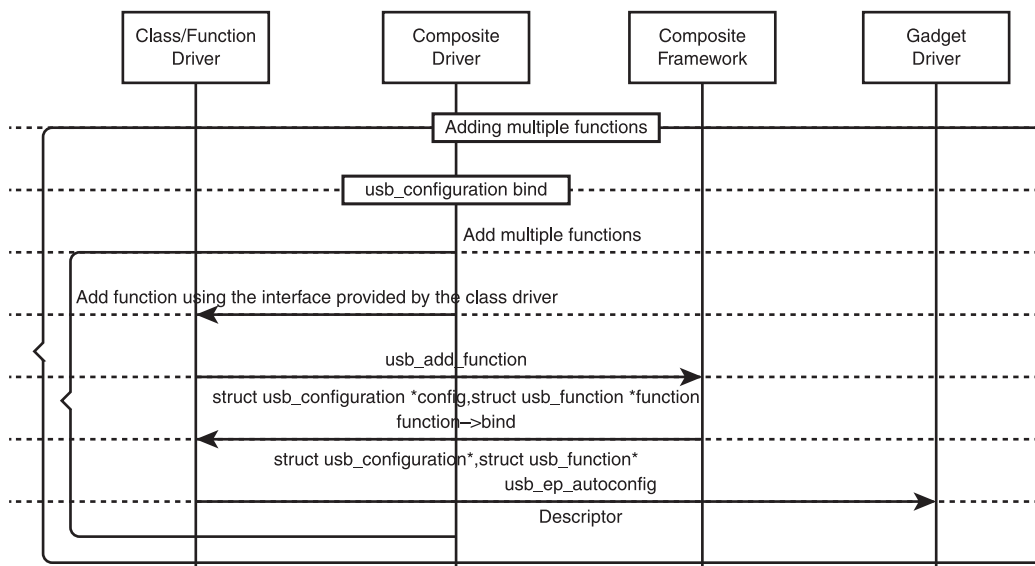 Class/Function
Driver
Composite
Driver
Composite
Framework
Gadget
Driver
Adding multiple functions
usb_configuration bind
Add multiple functions
Add function using the interface provided by the class driver
usb_add_function
struct usb_configuration *config,struct usb_function *function
function–>bind
struct usb_configuration*,struct usb_function*
usb_ep_autoconfig
Descriptor